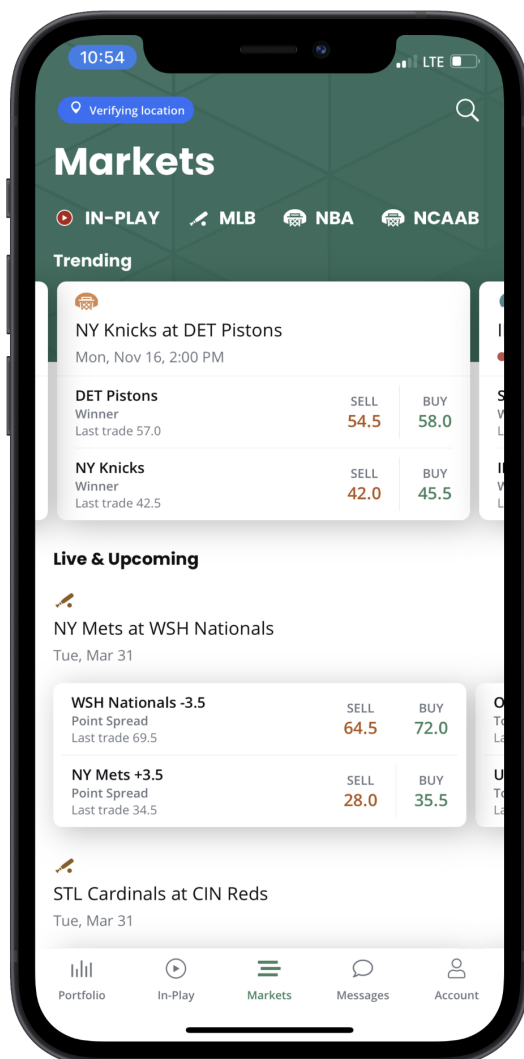 10:54
LTE
Verifying location
Markets
IN-PLAY MLB NBA NCAAB
Trending
NY Knicks at DET Pistons
Mon, Nov 16, 2:00 PM
DET Pistons
Winner
Last trade 57.0
SELL BUY
54.5 58.0
NY Knicks
Winner
Last trade 42.5
SELL BUY
42.0 45.5
Live & Upcoming
NY Mets at WSH Nationals
Tue, Mar 31
WSH Nationals -3.5
Point Spread
Last trade 69.5
SELL BUY
64.5 72.0
NY Mets +3.5
Point Spread
Last trade 34.5
SELL BUY
28.0 35.5
STL Cardinals at CIN Reds
Tue, Mar 31
Portfolio In-Play Markets Messages Account